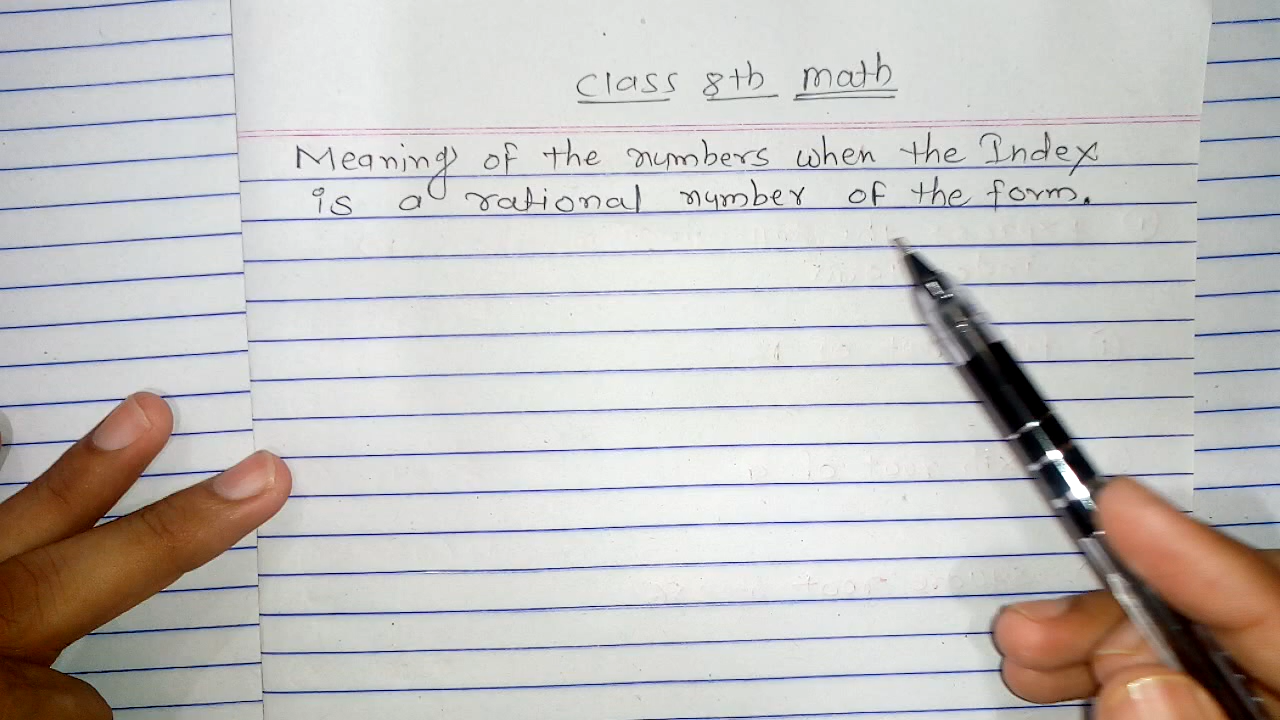 class 8th math
Meaning of the numbers when the Index
is a rational number of the form.